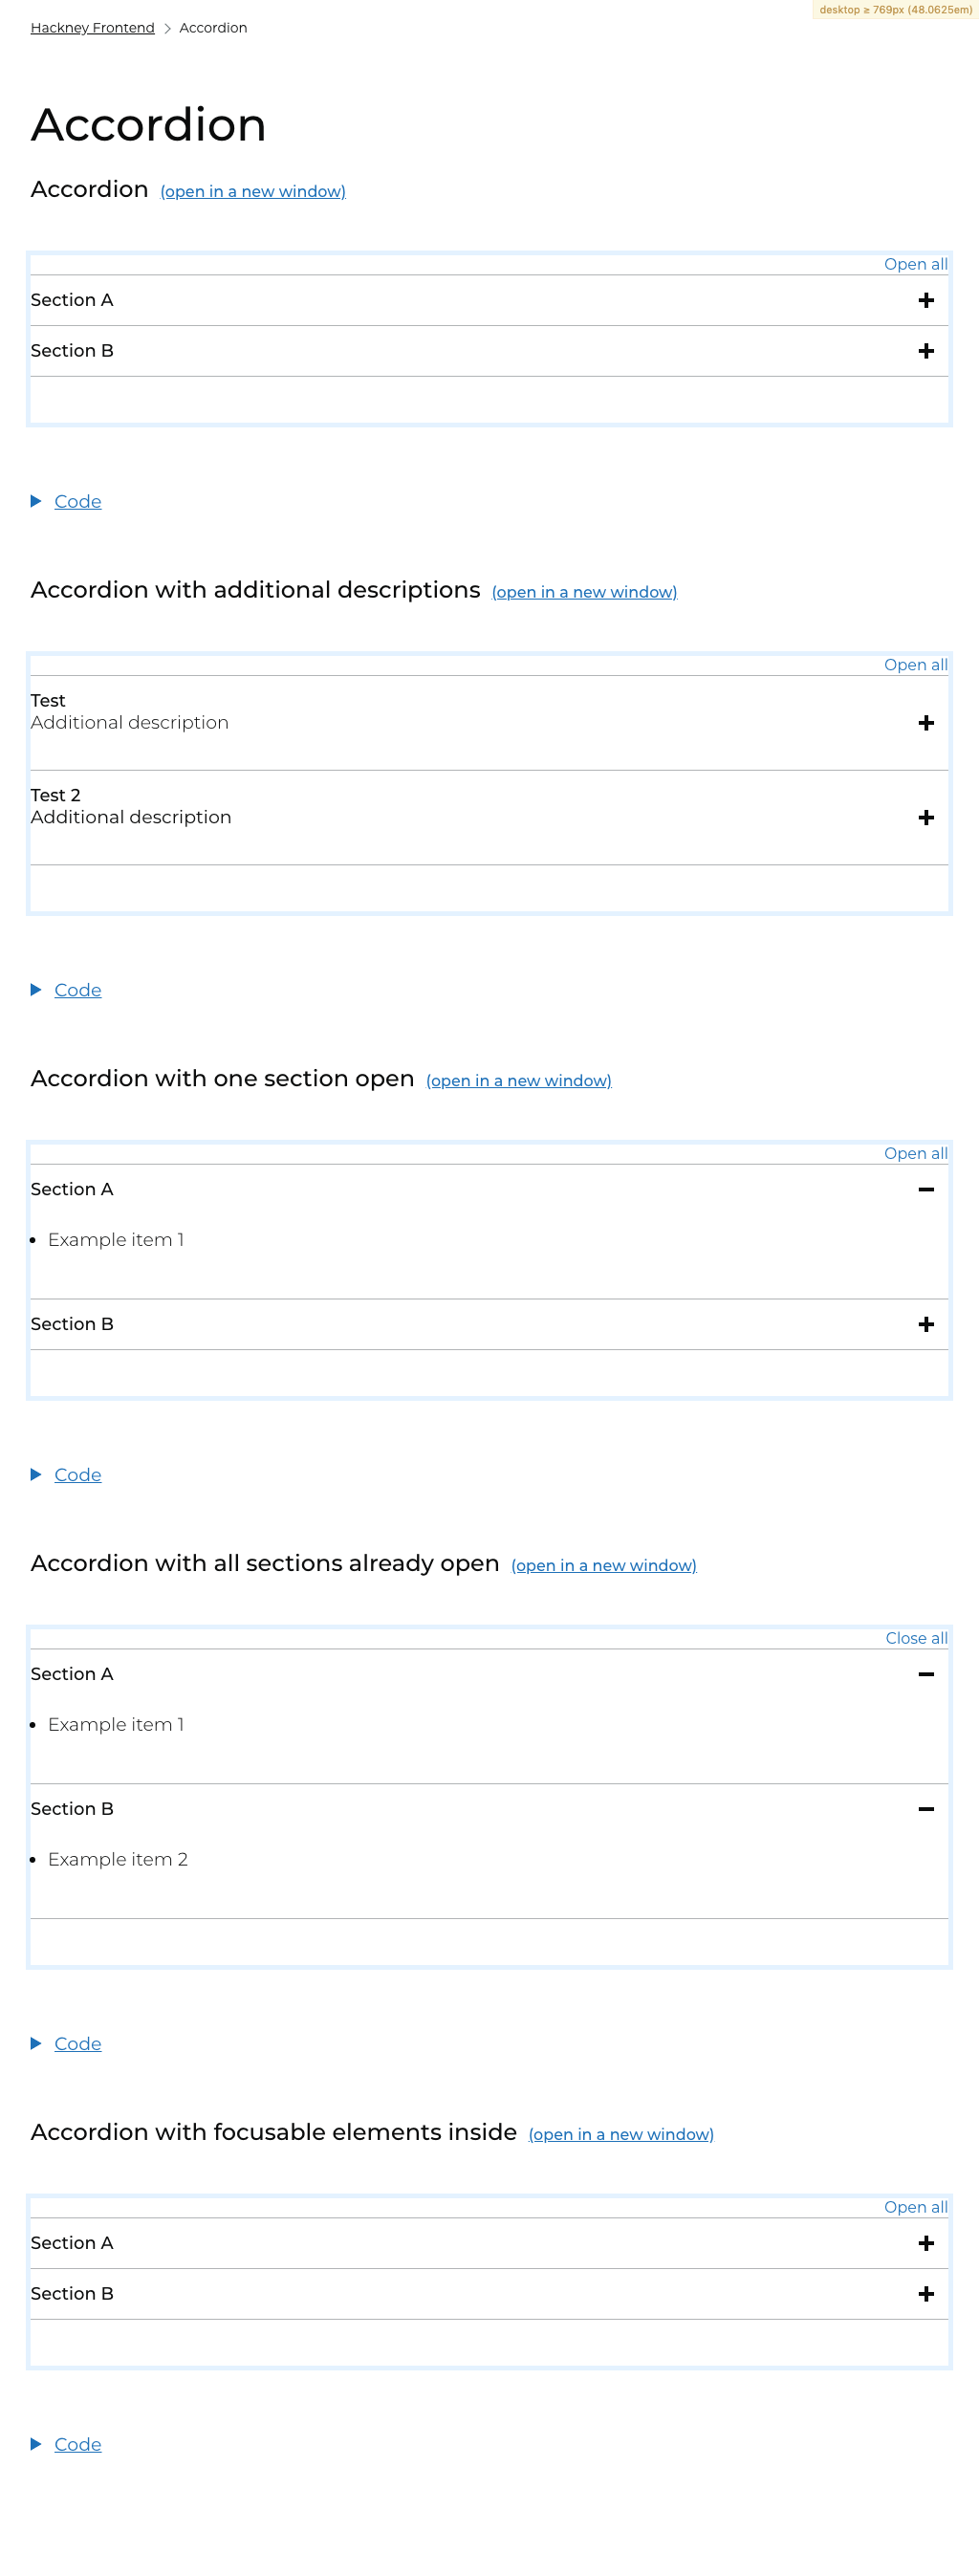 desktop ≥ 769px (48.0625em)
Hackney Frontend Accordion
Accordion
Accordion (open in a new window)
Open all
Section A
Section B
Code
Accordion with additional descriptions (open in a new window)
Open all
Test
Additional description
Test 2
Additional description
Code
Accordion with one section open (open in a new window)
Open all
Section A
Example item 1
Section B
Code
Accordion with all sections already open (open in a new window)
Close all
Section A
Example item 1
Section B
Example item 2
Code
Accordion with focusable elements inside (open in a new window)
Open all
Section A
Section B
Code